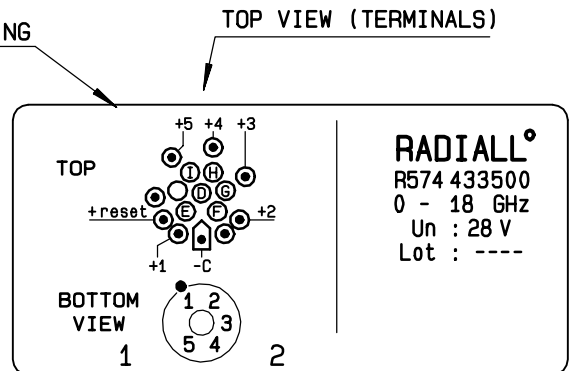 NG
TOP VIEW (TERMINALS)
+5 +4 +3
TOP
I H
D G
E F
+reset
+2
+1 -C
BOTTOM
VIEW
1 2
3
5 4
1 2
RADIALL°
R574 433500
0 - 18 GHz
Un : 28 V
Lot : ----